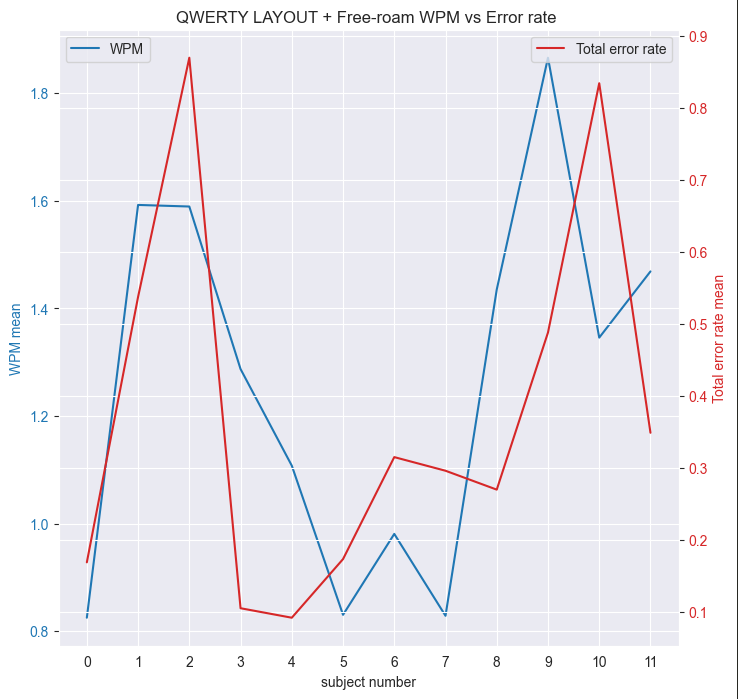 QWERTY LAYOUT + Free-roam WPM vs Error rate
WPM
Total error rate
WPM mean
1.8
1.6
1.4
1.2
1.0
0.8
0.9
0.8
0.7
0.6
0.5
0.4
0.3
0.2
0.1
Total error rate mean
0 1 2 3 4 5 6 7 8 9 10 11
subject number